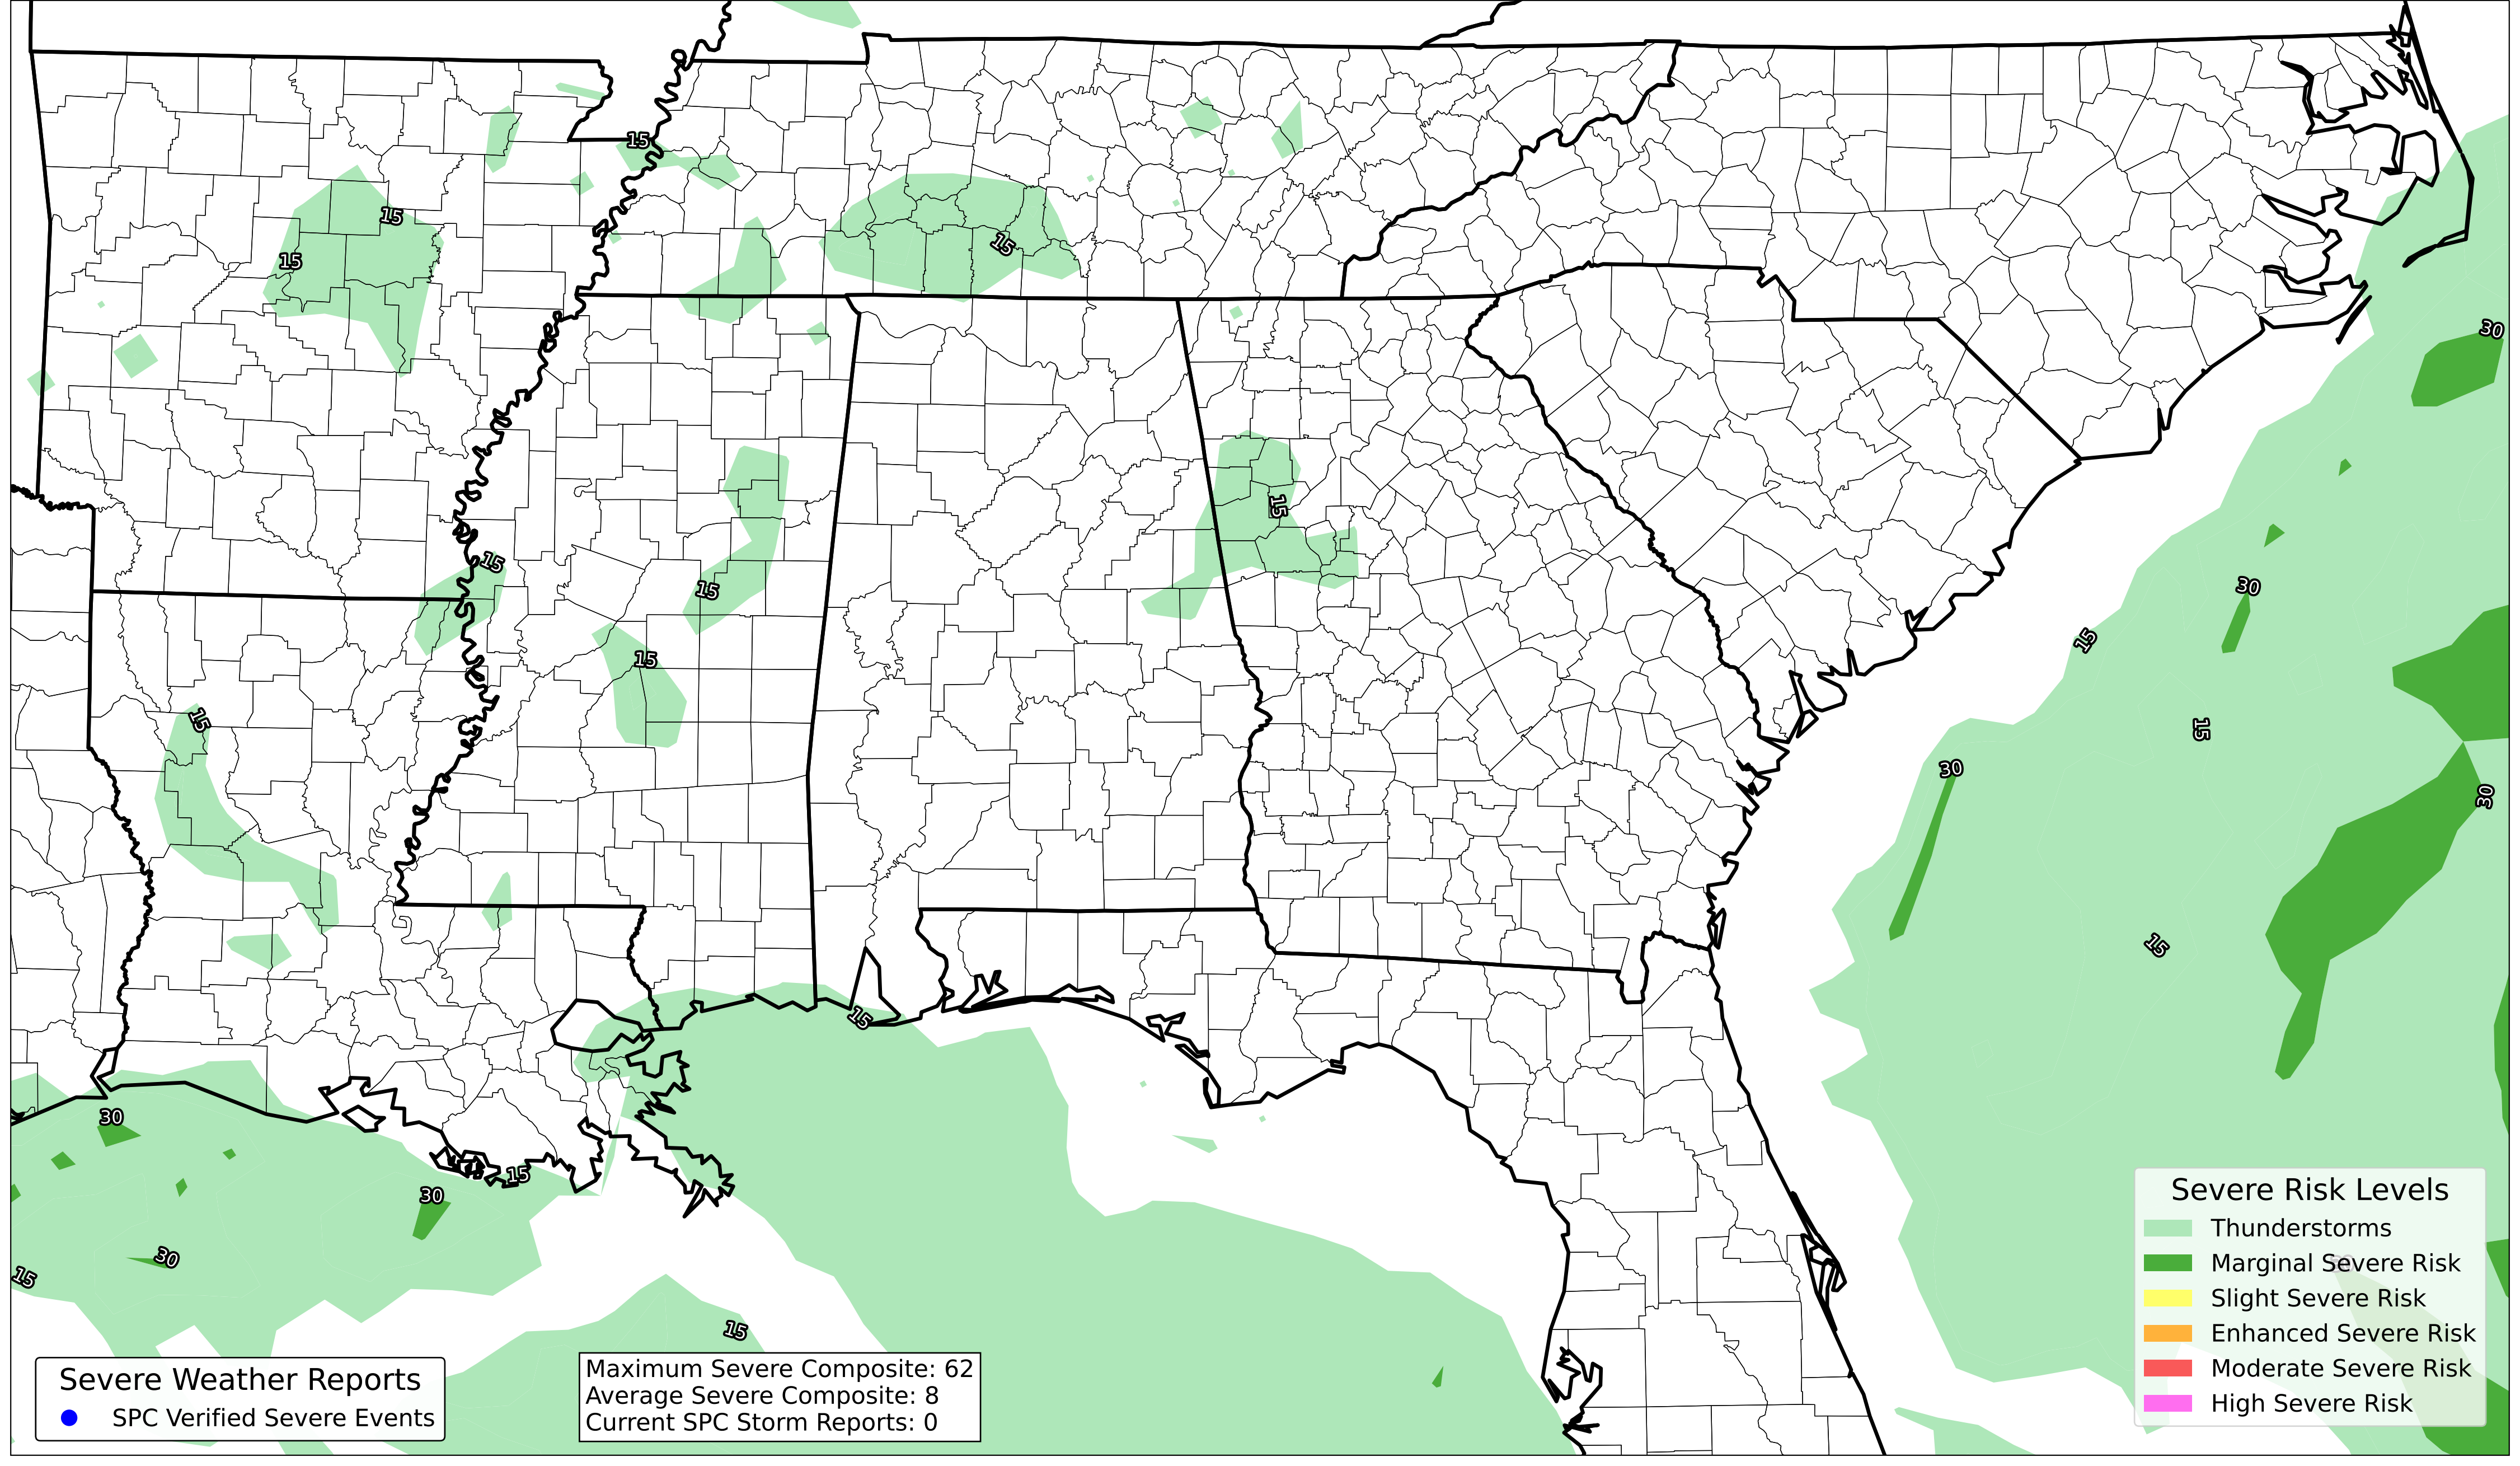 15
15
15
15
30
15
15
15
30
15
15
15
15
30
30
15
15
30
15
30
30
15
15
Severe Risk Levels
Thunderstorms
Marginal Severe Risk
Slight Severe Risk
Enhanced Severe Risk
Moderate Severe Risk
High Severe Risk
Severe Weather Reports
SPC Verified Severe Events
Maximum Severe Composite: 62
Average Severe Composite: 8
Current SPC Storm Reports: 0